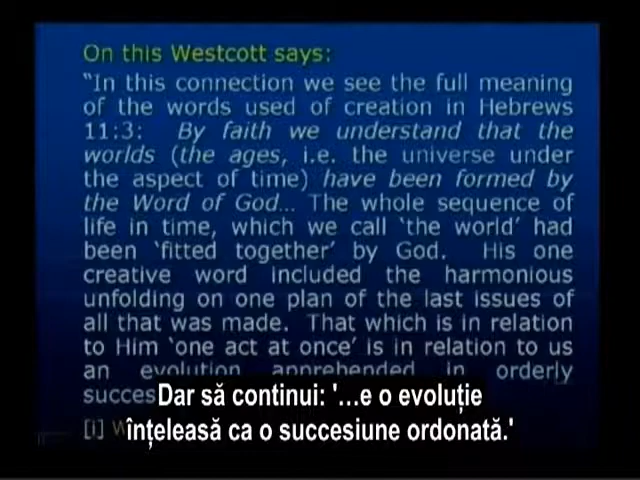 On this Westcott says:
“In this connection we see the full meaning
of the words used of creation in Hebrews
11:3: By faith we understand that the
worlds (the ages, i.e. the universe under
the aspect of time) have been formed by
the Word of God... The whole sequence of
life in time, which we call ‘the world’ had
been ‘fitted together’ by God. His one
creative word included the harmonious
unfolding on one plan of the last issues of
all that was made. That which is in relation
to Him ‘one act at once’ is in relation to us
an evolution apprehended in orderly
Dar să continui: '...e o evoluție
[i]
înțeleasă ca o succesiune ordonată.'